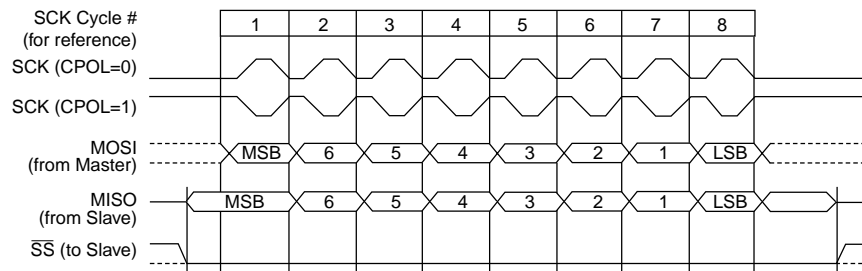 SCK Cycle #
(for reference)
1 2 3 4 5 6 7 8
SCK (CPOL=0)
SCK (CPOL=1)
MOSI
(from Master)
MSB 6 5 4 3 2 1 LSB
MISO
(from Slave)
MSB 6 5 4 3 2 1 LSB
SS (to Slave)